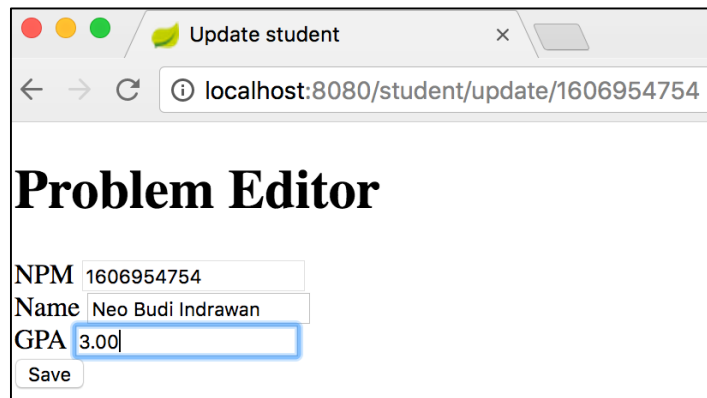 Update student
localhost:8080/student/update/1606954754
Problem Editor
NPM 1606954754
Name Neo Budi Indrawan
GPA 3.00
Save